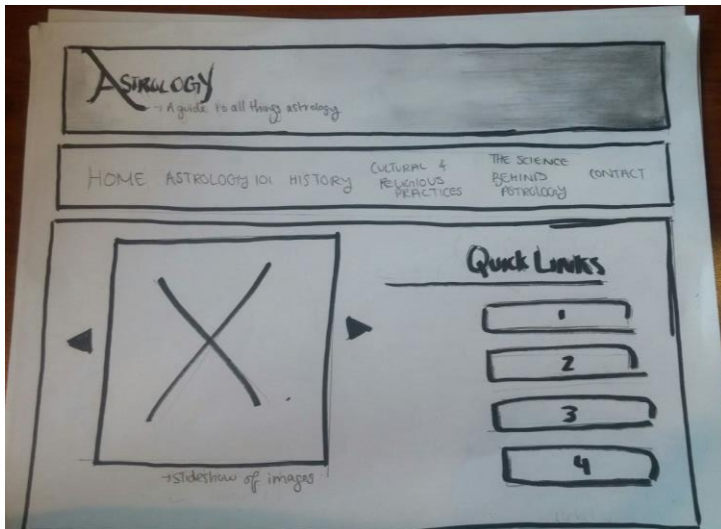 ASTROLOGY
→ A guide to all things astrology
HOME ASTROLOGY 101 HISTORY CULTURAL & RELIGIOUS PRACTICES THE SCIENCE BEHIND ASTROLOGY CONTACT
Quick Links
1
2
3
4
→ slideshow of images